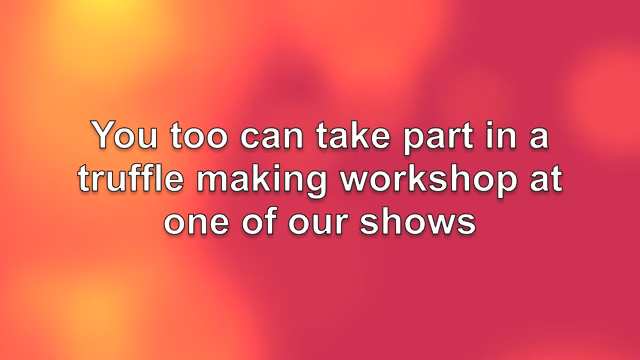 You too can take part in a
truffle making workshop at
one of our shows